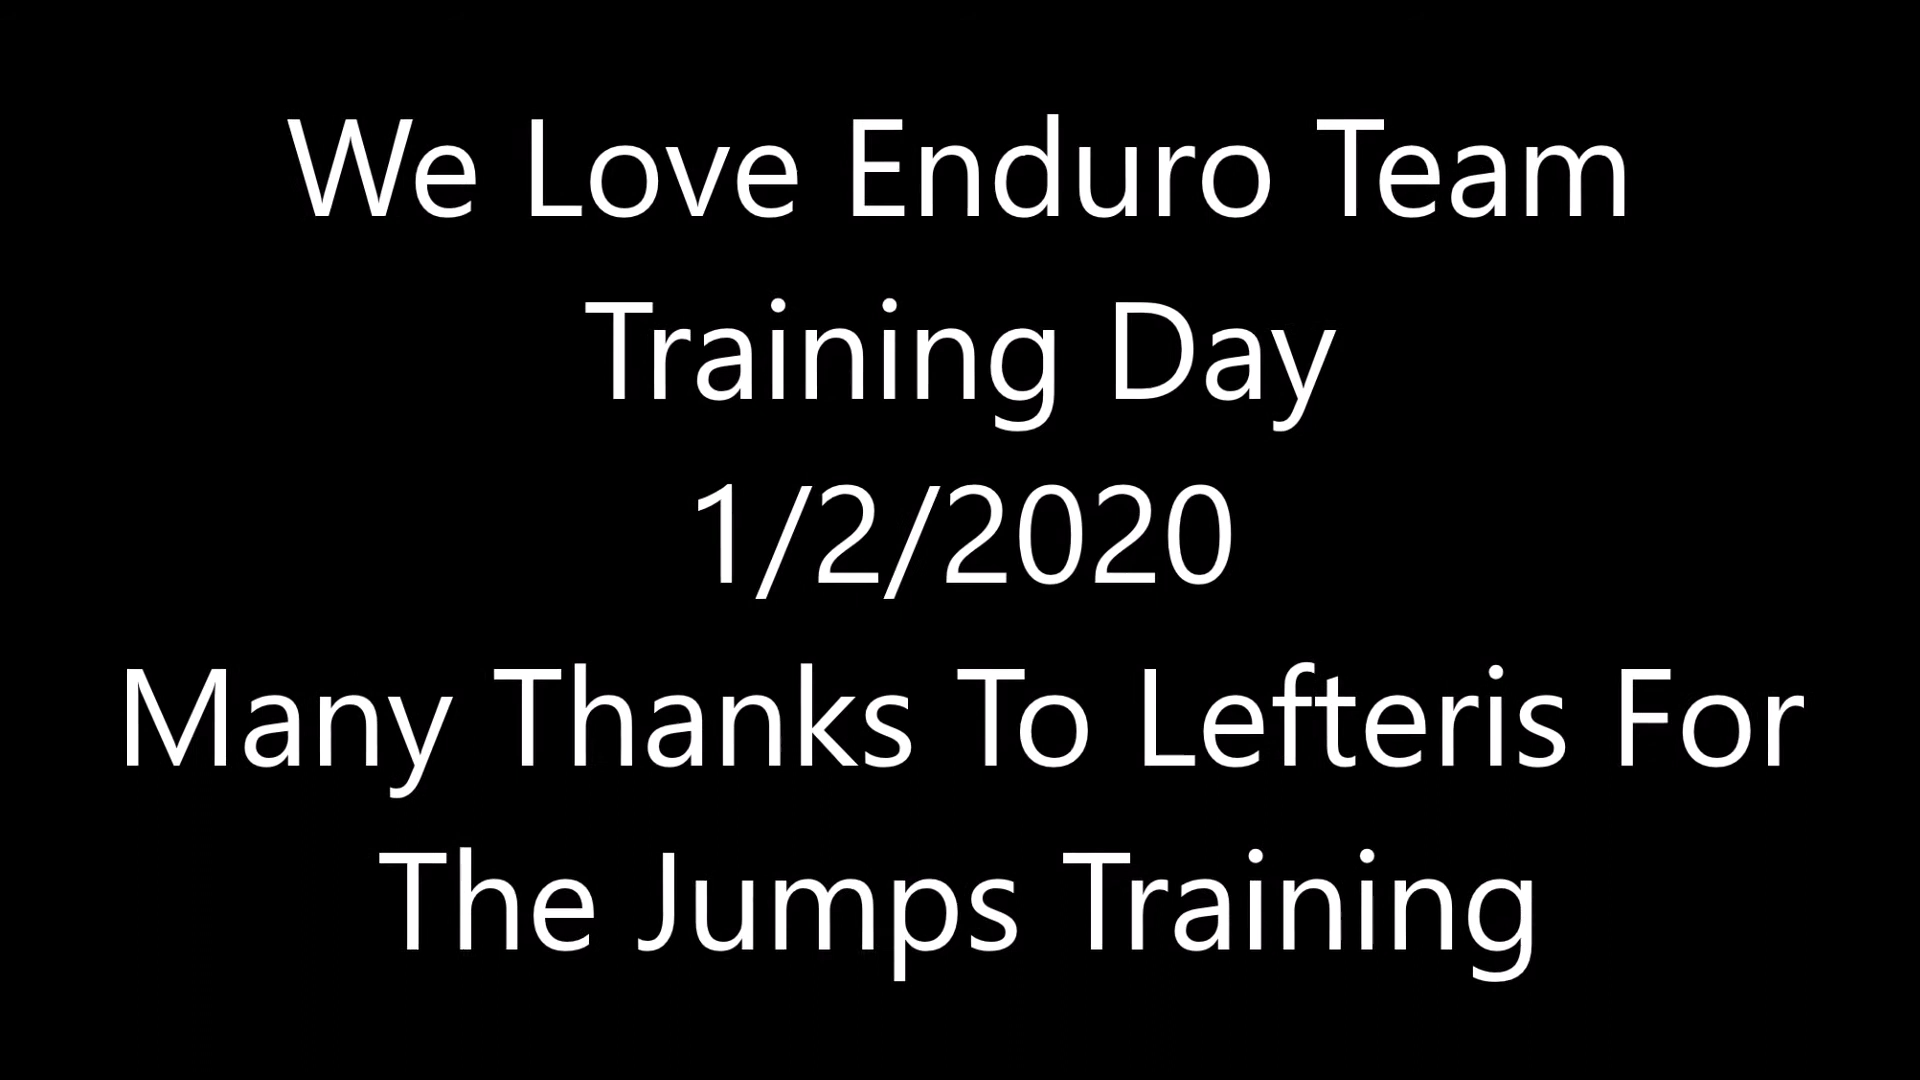 We Love Enduro Team
Training Day
1/2/2020
Many Thanks To Lefteris For
The Jumps Training